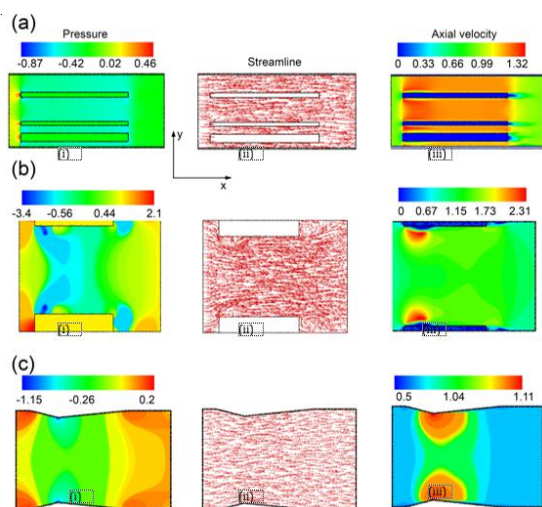 (a)
Pressure
-0.87 -0.42 0.02 0.46
Streamline
Axial velocity
0 0.33 0.66 0.99 1.32
(i)
(ii)
(iii)
y
x
(b)
-3.4 -0.56 0.44 2.1
0 0.67 1.15 1.73 2.31
(i)
(ii)
(iii)
(c)
-1.15 -0.26 0.2
0.5 1.04 1.11
(i)
(ii)
(iii)